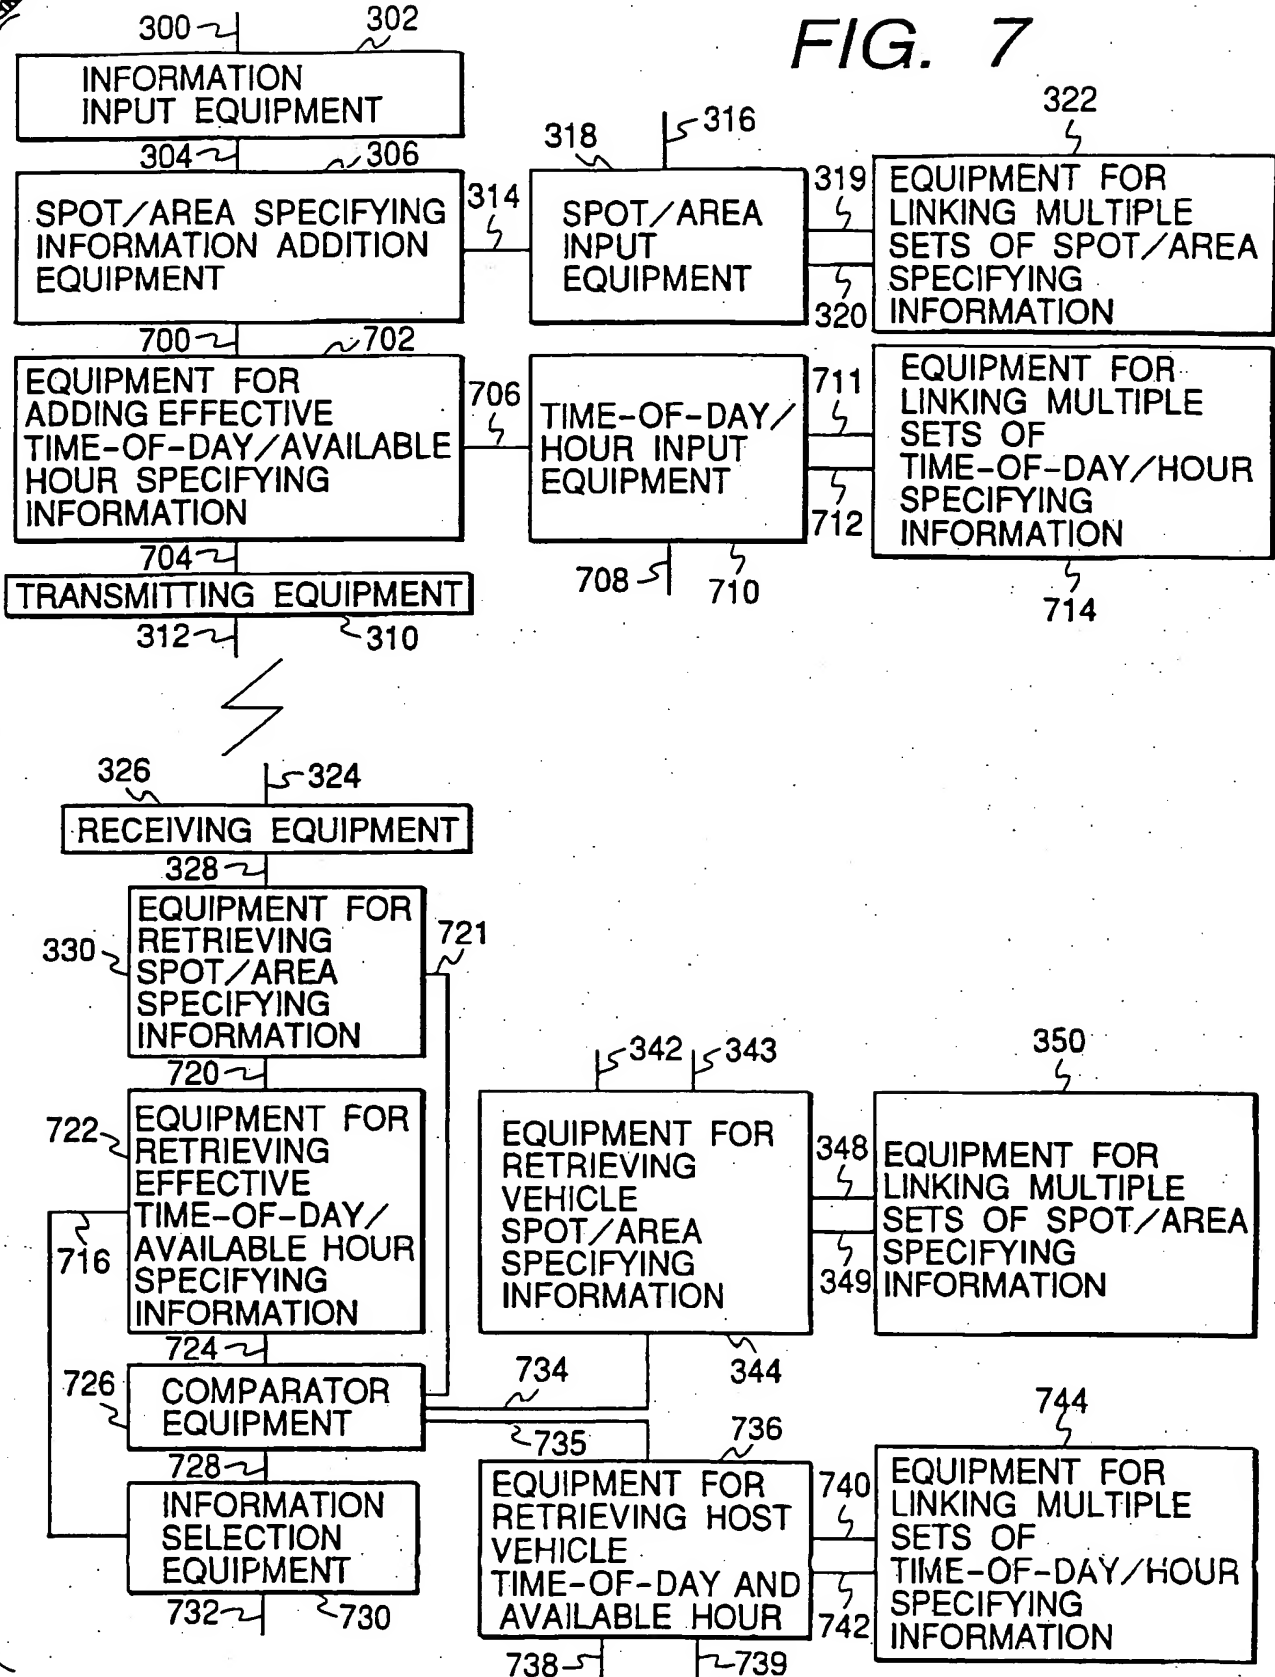 FIG. 7
300
302
INFORMATION
INPUT EQUIPMENT
304
306
SPOT/AREA SPECIFYING
INFORMATION ADDITION
EQUIPMENT
314
316
318
SPOT/AREA
INPUT
EQUIPMENT
319
320
322
EQUIPMENT FOR
LINKING MULTIPLE
SETS OF SPOT/AREA
SPECIFYING
INFORMATION
700
702
EQUIPMENT FOR
ADDING EFFECTIVE
TIME-OF-DAY/AVAILABLE
HOUR SPECIFYING
INFORMATION
706
TIME-OF-DAY/
HOUR INPUT
EQUIPMENT
708
710
711
712
EQUIPMENT FOR
LINKING MULTIPLE
SETS OF
TIME-OF-DAY/HOUR
SPECIFYING
INFORMATION
714
704
TRANSMITTING EQUIPMENT
312
310
326
324
RECEIVING EQUIPMENT
328
330
EQUIPMENT FOR
RETRIEVING
SPOT/AREA
SPECIFYING
INFORMATION
721
720
722
EQUIPMENT FOR
RETRIEVING
EFFECTIVE
TIME-OF-DAY/
AVAILABLE HOUR
SPECIFYING
INFORMATION
716
724
726
COMPARATOR
EQUIPMENT
728
INFORMATION
SELECTION
EQUIPMENT
732
730
342
343
EQUIPMENT FOR
RETRIEVING
VEHICLE
SPOT/AREA
SPECIFYING
INFORMATION
344
348
349
350
EQUIPMENT FOR
LINKING MULTIPLE
SETS OF SPOT/AREA
SPECIFYING
INFORMATION
734
735
736
EQUIPMENT FOR
RETRIEVING HOST
VEHICLE
TIME-OF-DAY AND
AVAILABLE HOUR
738
739
740
742
744
EQUIPMENT FOR
LINKING MULTIPLE
SETS OF
TIME-OF-DAY/HOUR
SPECIFYING
INFORMATION